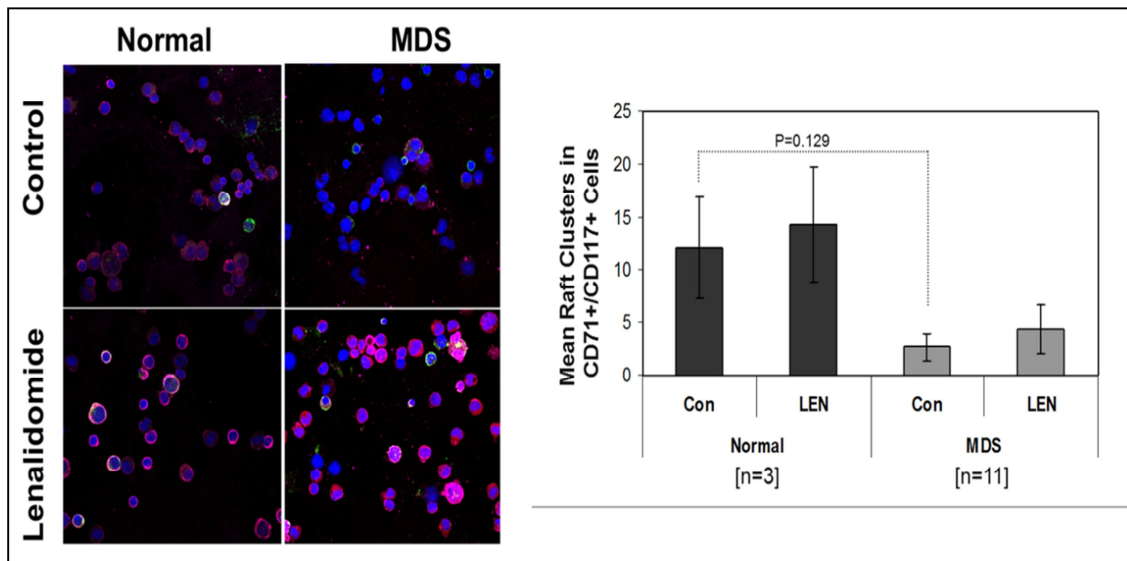 Normal
MDS
Control
Lenalidomide
Mean Raft Clusters in
CD71+/CD117+ Cells
25
20
15
10
5
0
P=0.129
Con
LEN
Con
LEN
Normal
MDS
[n=3]
[n=11]